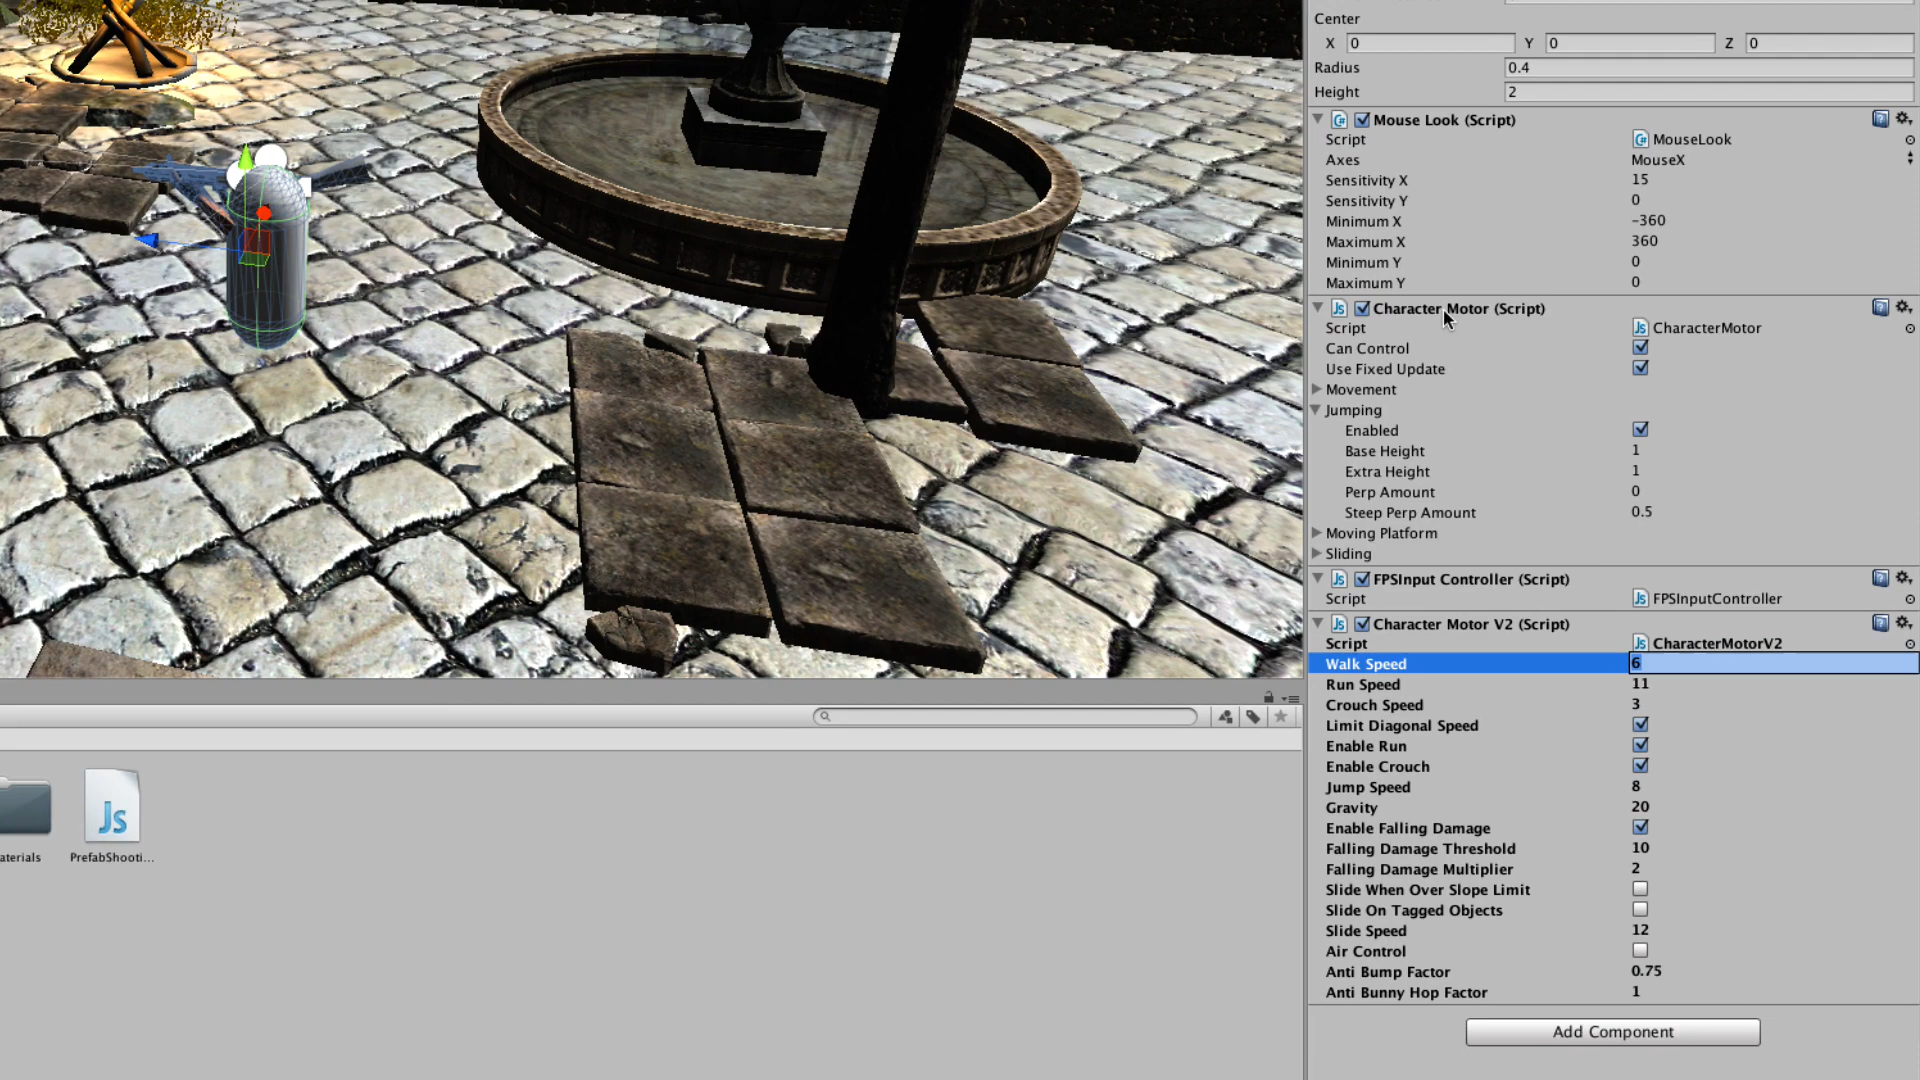 Center
X 0 Y 0 Z 0
Radius 0.4
Height 2
Mouse Look (Script)
Script MouseLook
Axes MouseX
Sensitivity X 15
Sensitivity Y 0
Minimum X -360
Maximum X 360
Minimum Y 0
Maximum Y 0
Character Motor (Script)
Script CharacterMotor
Can Control
Use Fixed Update
Movement
Jumping
Enabled
Base Height 1
Extra Height 1
Perp Amount 0
Steep Perp Amount 0.5
Moving Platform
Sliding
FPSInput Controller (Script)
Script FPSInputController
Character Motor V2 (Script)
Script CharacterMotorV2
Walk Speed 6
Run Speed 11
Crouch Speed 3
Limit Diagonal Speed
Enable Run
Enable Crouch
Jump Speed 8
Gravity 20
Enable Falling Damage
Falling Damage Threshold 10
Falling Damage Multiplier 2
Slide When Over Slope Limit
Slide On Tagged Objects
Slide Speed 12
Air Control
Anti Bump Factor 0.75
Anti Bunny Hop Factor 1
Add Component
Js
aterials PrefabShooti...